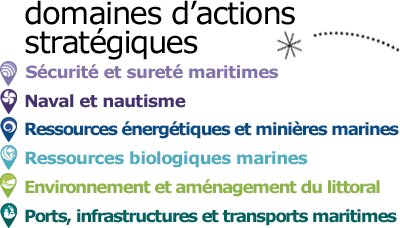 domaines d'actions
stratégiques
Sécurité et sureté maritimes
Naval et nautisme
Ressources énergétiques et minières marines
Ressources biologiques marines
Environnement et aménagement du littoral
Ports, infrastructures et transports maritimes